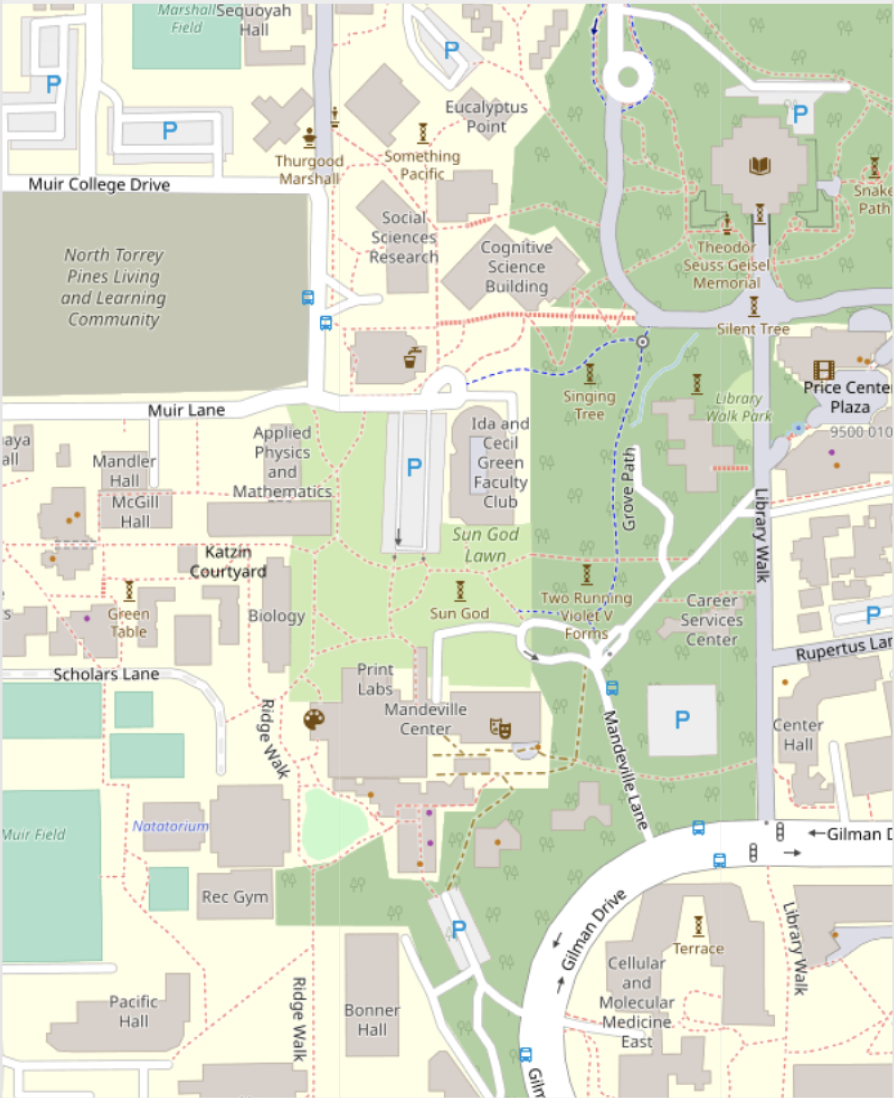 Marshall
Field
Sequoyah
Hall
P
P
P
P
Eucalyptus
Point
Thurgood
Marshall
Something
Pacific
Muir College Drive
Snake
Path
Social
Sciences
Research
Cognitive
Science
Building
Theodor
Seuss Geisel
Memorial
North Torrey
Pines Living
and Learning
Community
Silent Tree
Price Cente
Plaza
9500 010
Singing
Tree
Library
Walk Park
Muir Lane
aya
all
Mandler
Hall
McGill
Hall
Applied
Physics
and
Mathematics
P
Ida and
Cecil
Green
Faculty
Club
Grove Path
Library Walk
Sun God
Lawn
Katzin
Courtyard
Green
Table
s
Biology
Sun God
Two Running
Violet V
Forms
Career
Services
Center
P
Rupertus Lan
Scholars Lane
Print
Labs
Mandeville
Center
Ridge Walk
Mandeville Lane
P
Center
Hall
Muir Field
Natatorium
Gilman D
Rec Gym
P
Gilman Drive
Terrace
Library Walk
Cellular
and
Molecular
Medicine
East
Pacific
Hall
Ridge Walk
Bonner
Hall
Gilm